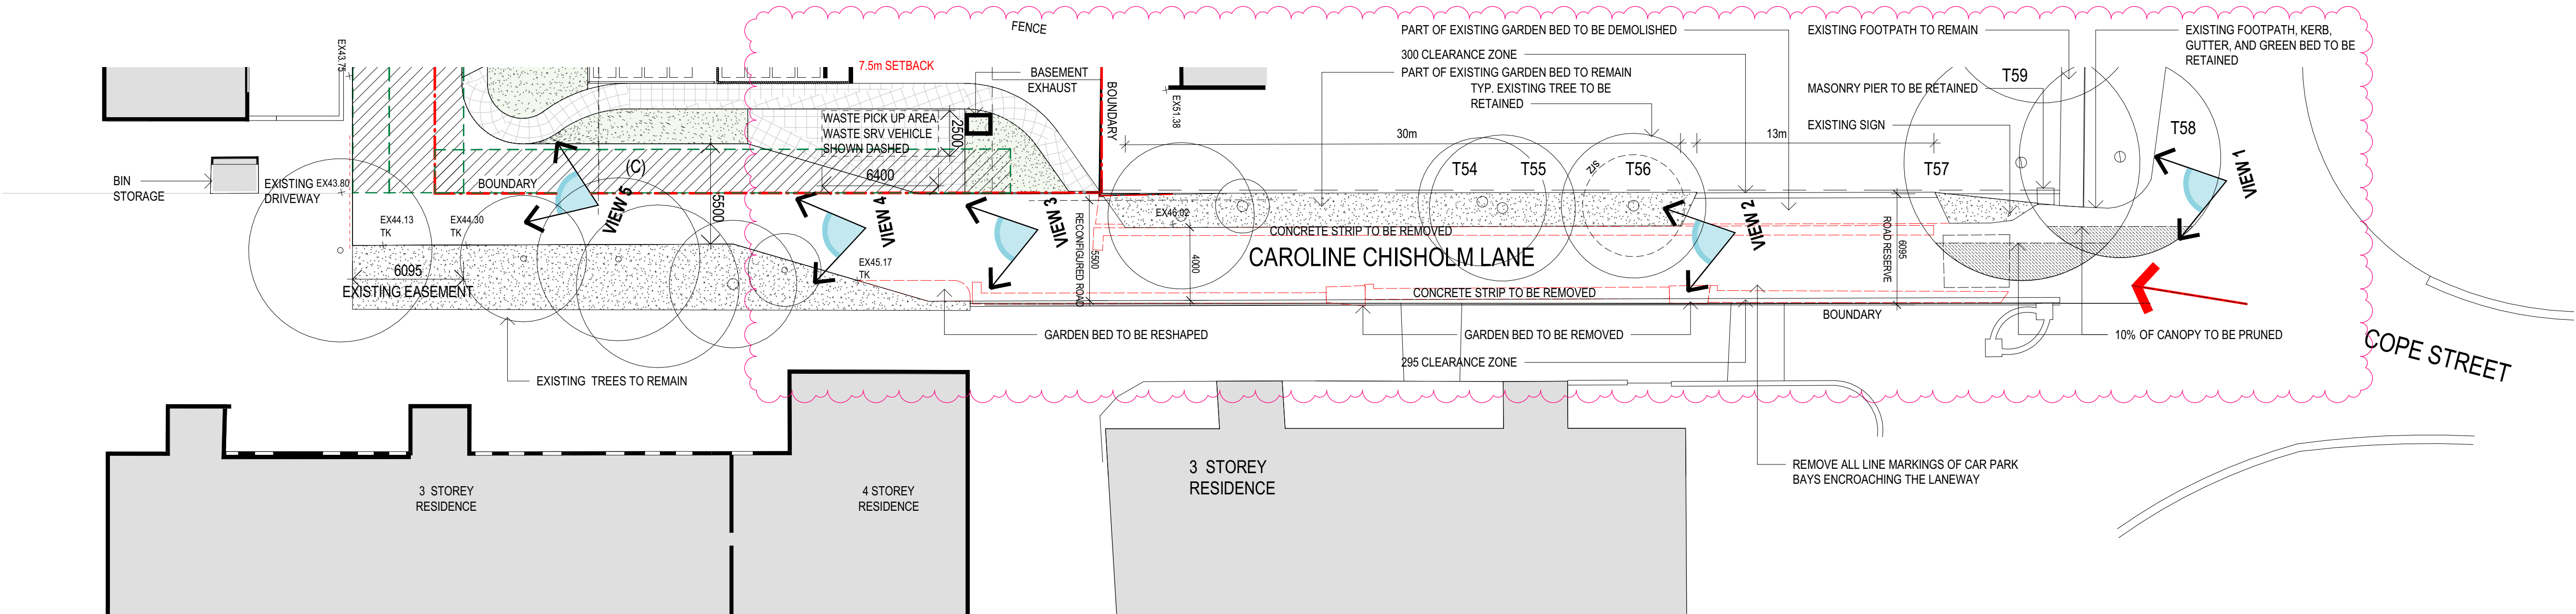 FENCE
EX43.75
7.5m SETBACK
BASEMENT
EXHAUST
BOUNDARY
EX51.38
PART OF EXISTING GARDEN BED TO BE DEMOLISHED
300 CLEARANCE ZONE
PART OF EXISTING GARDEN BED TO REMAIN
TYP. EXISTING TREE TO BE
RETAINED
EXISTING FOOTPATH TO REMAIN
MASONRY PIER TO BE RETAINED
EXISTING SIGN
EXISTING FOOTPATH, KERB,
GUTTER, AND GREEN BED TO BE
RETAINED
T59
T58
30m
13m
WASTE PICK UP AREA
WASTE SRV VEHICLE
SHOWN DASHED
2500
6400
5500
(C)
BIN
STORAGE
EXISTING
DRIVEWAY
EX43.80
BOUNDARY
T54
T55
T56
SIZ
T57
VIEW 1
VIEW 2
VIEW 3
VIEW 4
VIEW 5
EX44.13
TK
EX44.30
TK
EX45.17
TK
EX46.02
6095
EXISTING EASEMENT
RECONFIGURED ROAD
5500
4000
CONCRETE STRIP TO BE REMOVED
CAROLINE CHISHOLM LANE
CONCRETE STRIP TO BE REMOVED
ROAD RESERVE
6095
BOUNDARY
GARDEN BED TO BE RESHAPED
GARDEN BED TO BE REMOVED
295 CLEARANCE ZONE
10% OF CANOPY TO BE PRUNED
COPE STREET
EXISTING TREES TO REMAIN
REMOVE ALL LINE MARKINGS OF CAR PARK
BAYS ENCROACHING THE LANEWAY
3 STOREY
RESIDENCE
4 STOREY
RESIDENCE
3 STOREY
RESIDENCE